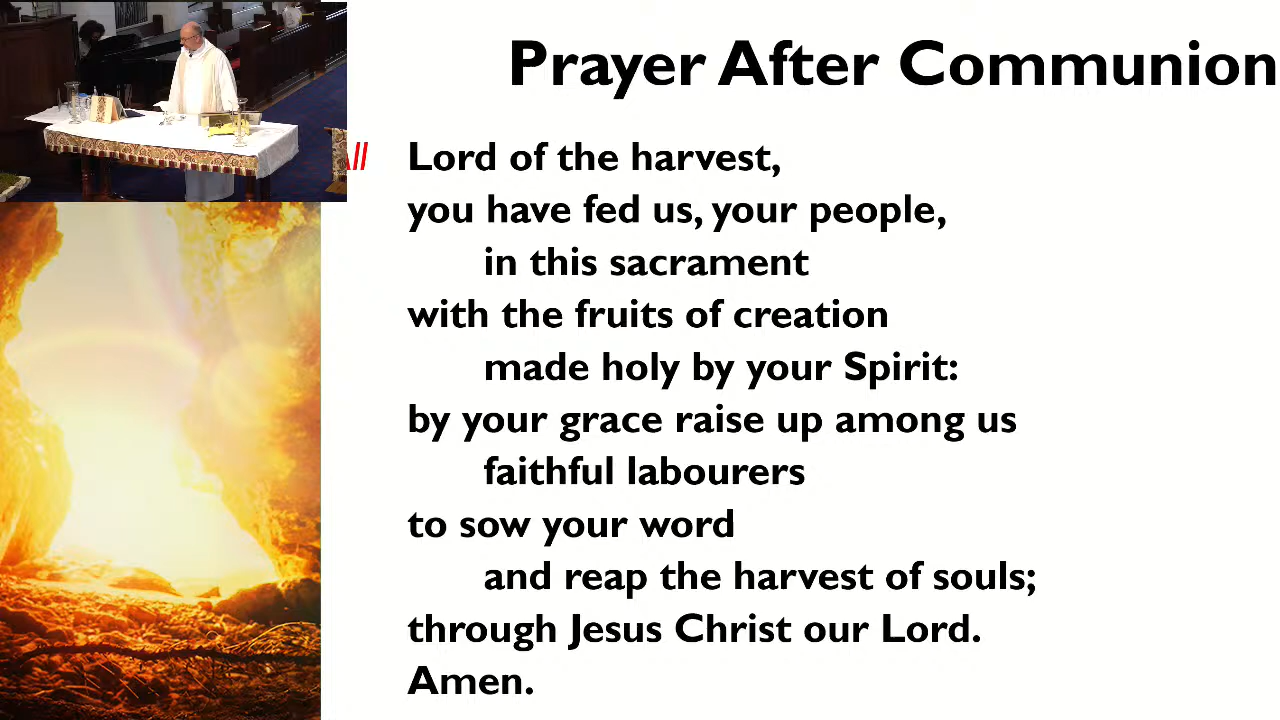 Prayer After Communion
Lord of the harvest,
you have fed us, your people,
in this sacrament
with the fruits of creation
made holy by your Spirit:
by your grace raise up among us
faithful labourers
to sow your word
and reap the harvest of souls;
through Jesus Christ our Lord.
Amen.